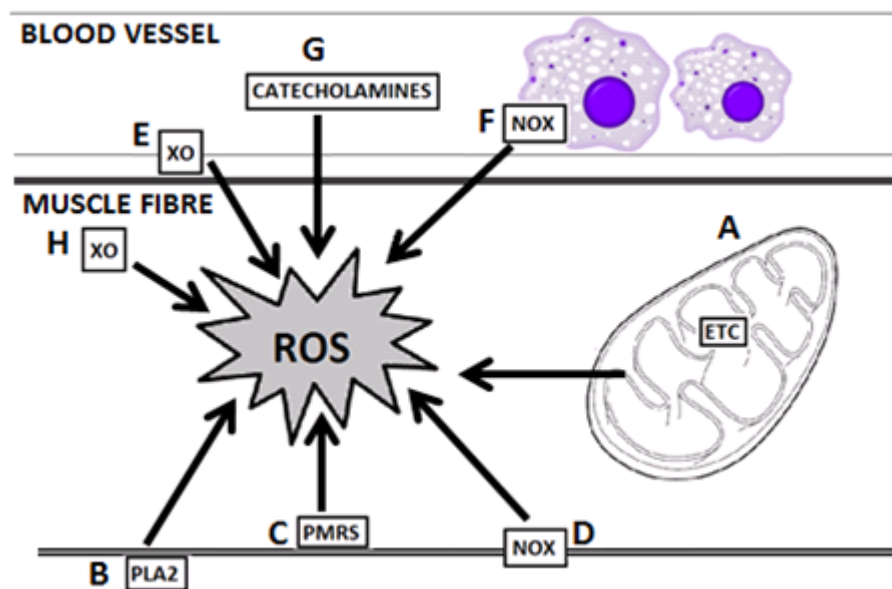 BLOOD VESSEL
G
CATECHOLAMINES
E
XO
F
NOX
MUSCLE FIBRE
H
XO
A
ETC
ROS
C
PMRS
NOX
D
B
PLA2